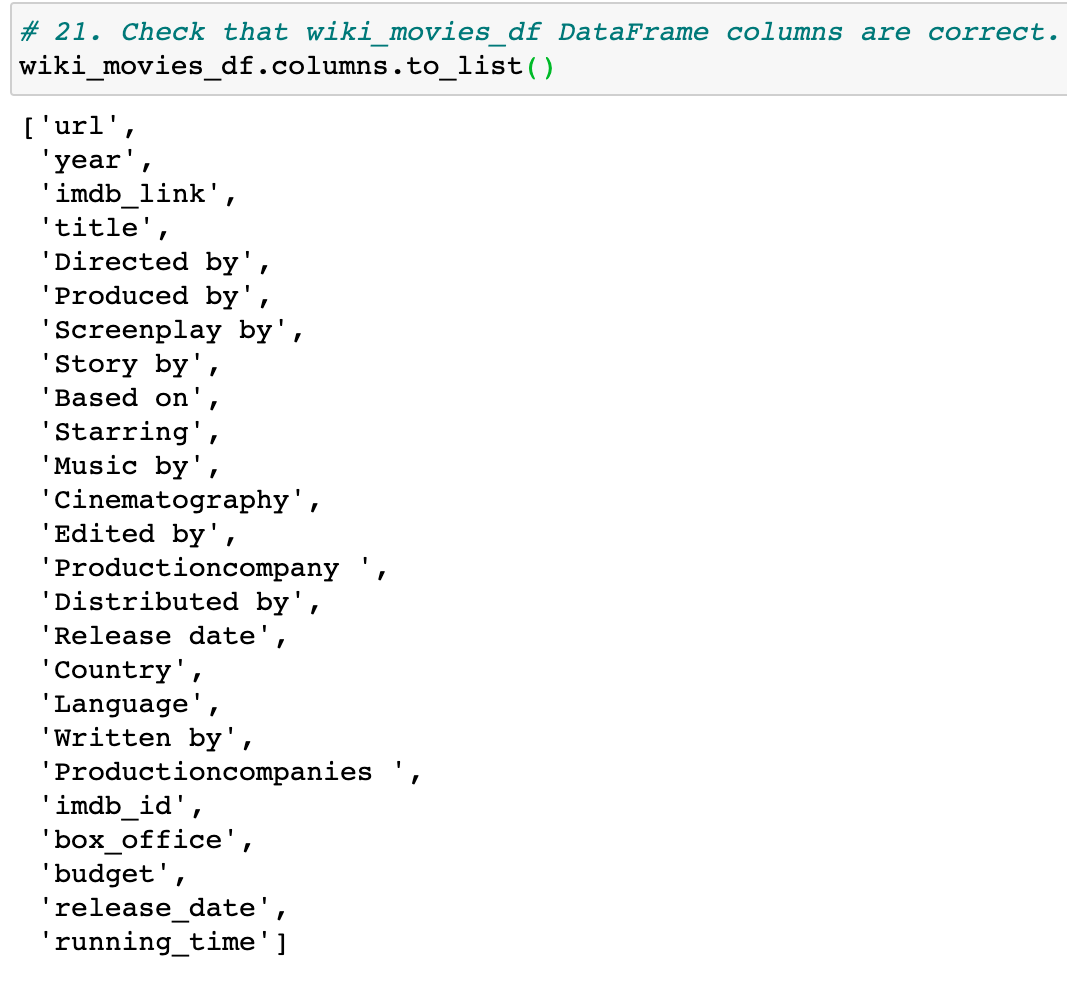 # 21. Check that wiki_movies_df DataFrame columns are correct.
wiki_movies_df.columns.to_list()
['url',
 'year',
 'imdb_link',
 'title',
 'Directed by',
 'Produced by',
 'Screenplay by',
 'Story by',
 'Based on',
 'Starring',
 'Music by',
 'Cinematography',
 'Edited by',
 'Productioncompany ',
 'Distributed by',
 'Release date',
 'Country',
 'Language',
 'Written by',
 'Productioncompanies ',
 'imdb_id',
 'box_office',
 'budget',
 'release_date',
 'running_time']